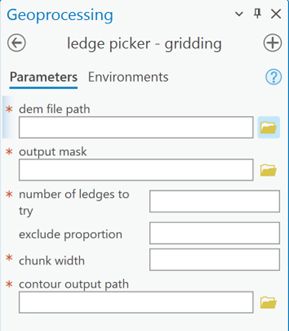 Geoprocessing
ledge picker - gridding
Parameters Environments
* dem file path
* output mask
* number of ledges to
try
exclude proportion
* chunk width
* contour output path